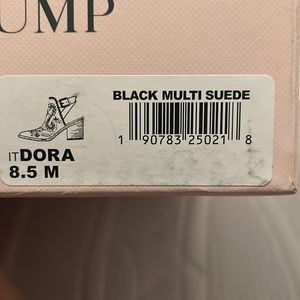 UMP
BLACK MULTI SUEDE
1 90783 25021 8
ITDORA
8.5 M